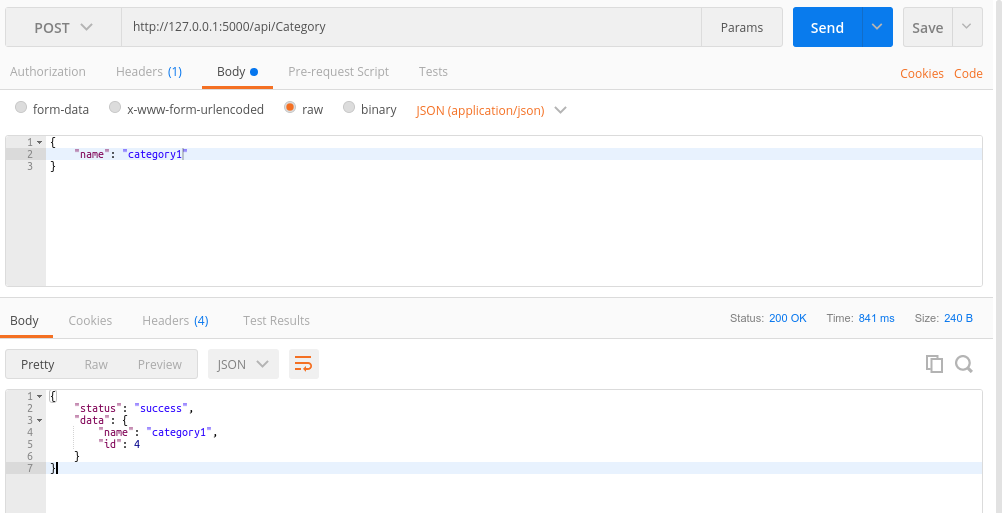 POST http://127.0.0.1:5000/api/Category Params Send Save
Authorization Headers (1) Body Pre-request Script Tests Cookies Code
form-data x-www-form-urlencoded raw binary JSON (application/json)
1 {
2 "name": "category1"
3 }
Body Cookies Headers (4) Test Results Status: 200 OK Time: 841 ms Size: 240 B
Pretty Raw Preview JSON
1 {
2 "status": "success",
3 "data": {
4 "name": "category1",
5 "id": 4
6 }
7 }